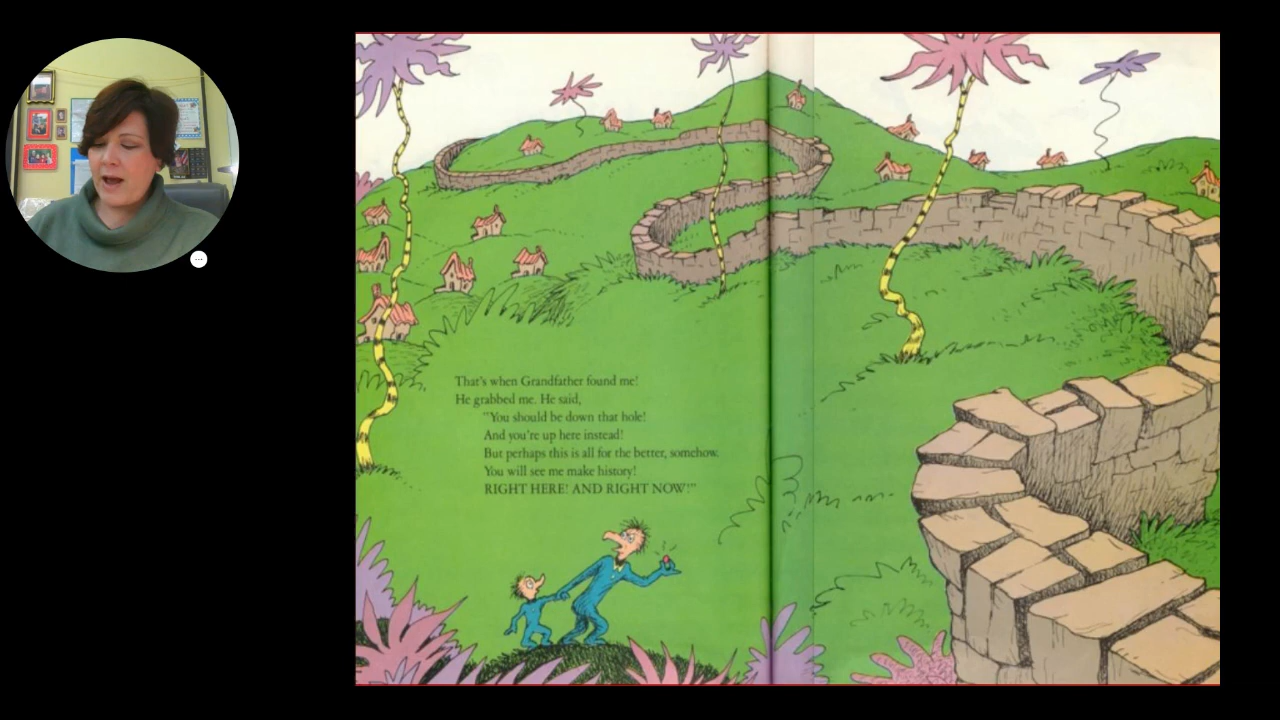 That's when Grandfather found me!
He grabbed me. He said,
"You should be down that hole!
And you're up here instead!
But perhaps this is all for the better, somehow.
You will see me make history!
RIGHT HERE! AND RIGHT NOW!"